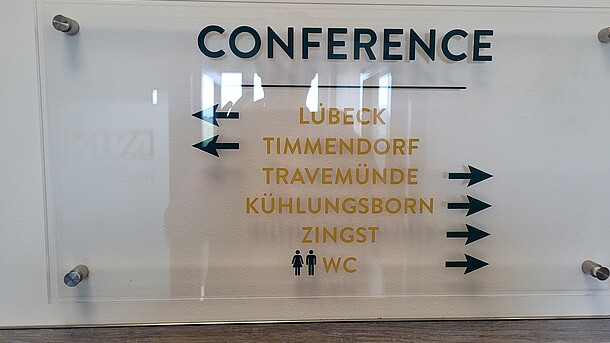 CONFERENCE
LÜBECK
TIMMENDORF
TRAVEMÜNDE
KÜHLUNGSBORN
ZINGST
WC